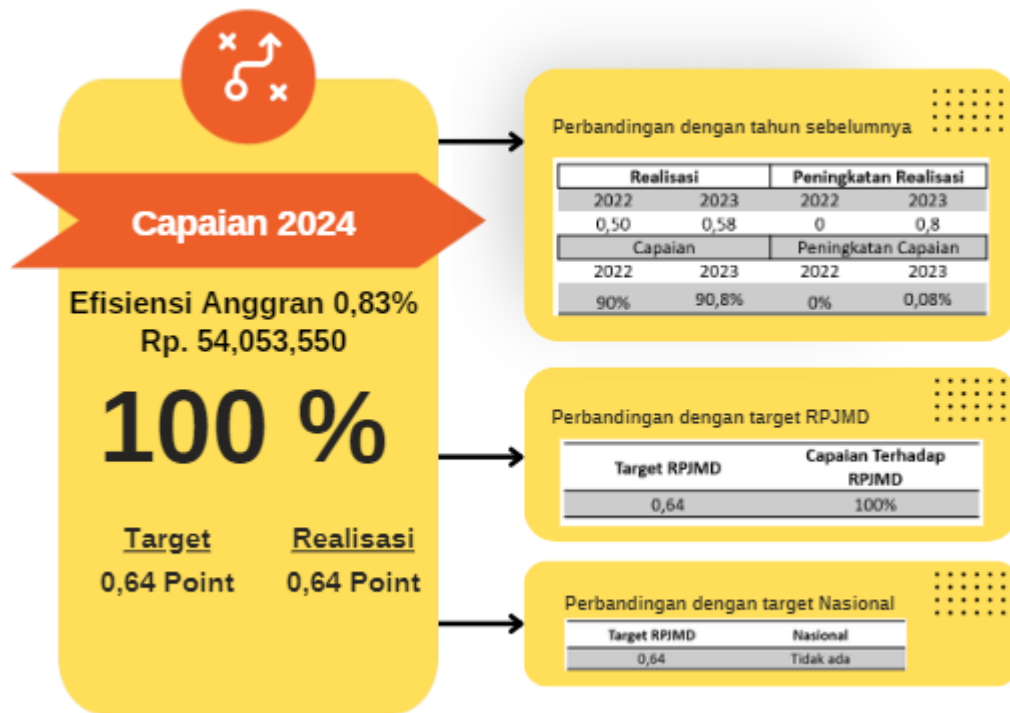 Capaian 2024
Efisiensi Anggran 0,83%
Rp. 54,053,550
100 %
Target Realisasi
0,64 Point 0,64 Point
Perbandingan dengan tahun sebelumnya
Realisasi Peningkatan Realisasi
2022 2023 2022 2023
0,50 0,58 0 0,8
Capaian Peningkatan Capaian
2022 2023 2022 2023
90% 90,8% 0% 0,08%
Perbandingan dengan target RPJMD
Target RPJMD Capaian Terhadap
RPJMD
0,64 100%
Perbandingan dengan target Nasional
Target RPJMD Nasional
0,64 Tidak ada